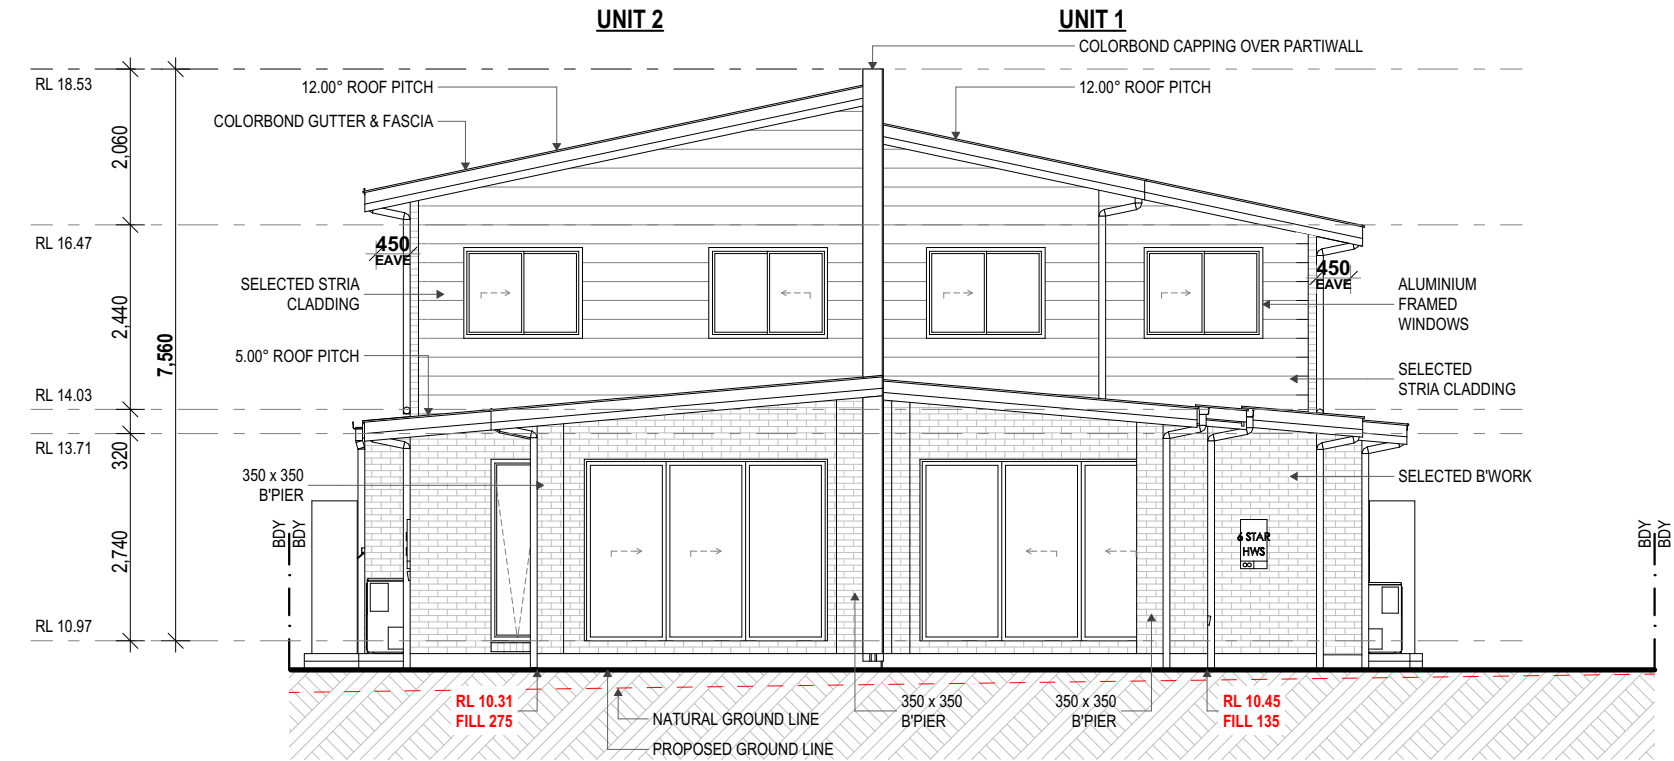 UNIT 2
UNIT 1
COLORBOND CAPPING OVER PARTIWALL
RL 18.53
12.00° ROOF PITCH
12.00° ROOF PITCH
COLORBOND GUTTER & FASCIA
2,060
RL 16.47
450
EAVE
450
EAVE
SELECTED STRIA
CLADDING
ALUMINIUM
FRAMED
WINDOWS
2,440
7,560
5.00° ROOF PITCH
SELECTED
STRIA CLADDING
RL 14.03
RL 13.71
320
350 x 350
B'PIER
SELECTED B'WORK
BDY
BDY
2,740
6 STAR
HWS
BDY
BDY
RL 10.97
RL 10.31
FILL 275
NATURAL GROUND LINE
PROPOSED GROUND LINE
350 x 350
B'PIER
350 x 350
B'PIER
RL 10.45
FILL 135